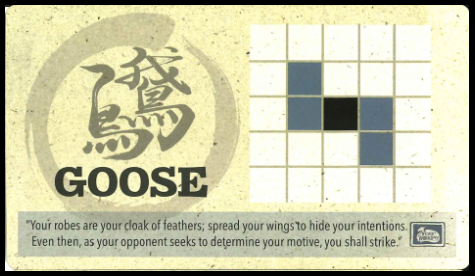 鵞鳥
GOOSE
"Your robes are your cloak of feathers; spread your wings to hide your intentions.
Even then, as your opponent seeks to determine your motive, you shall strike."